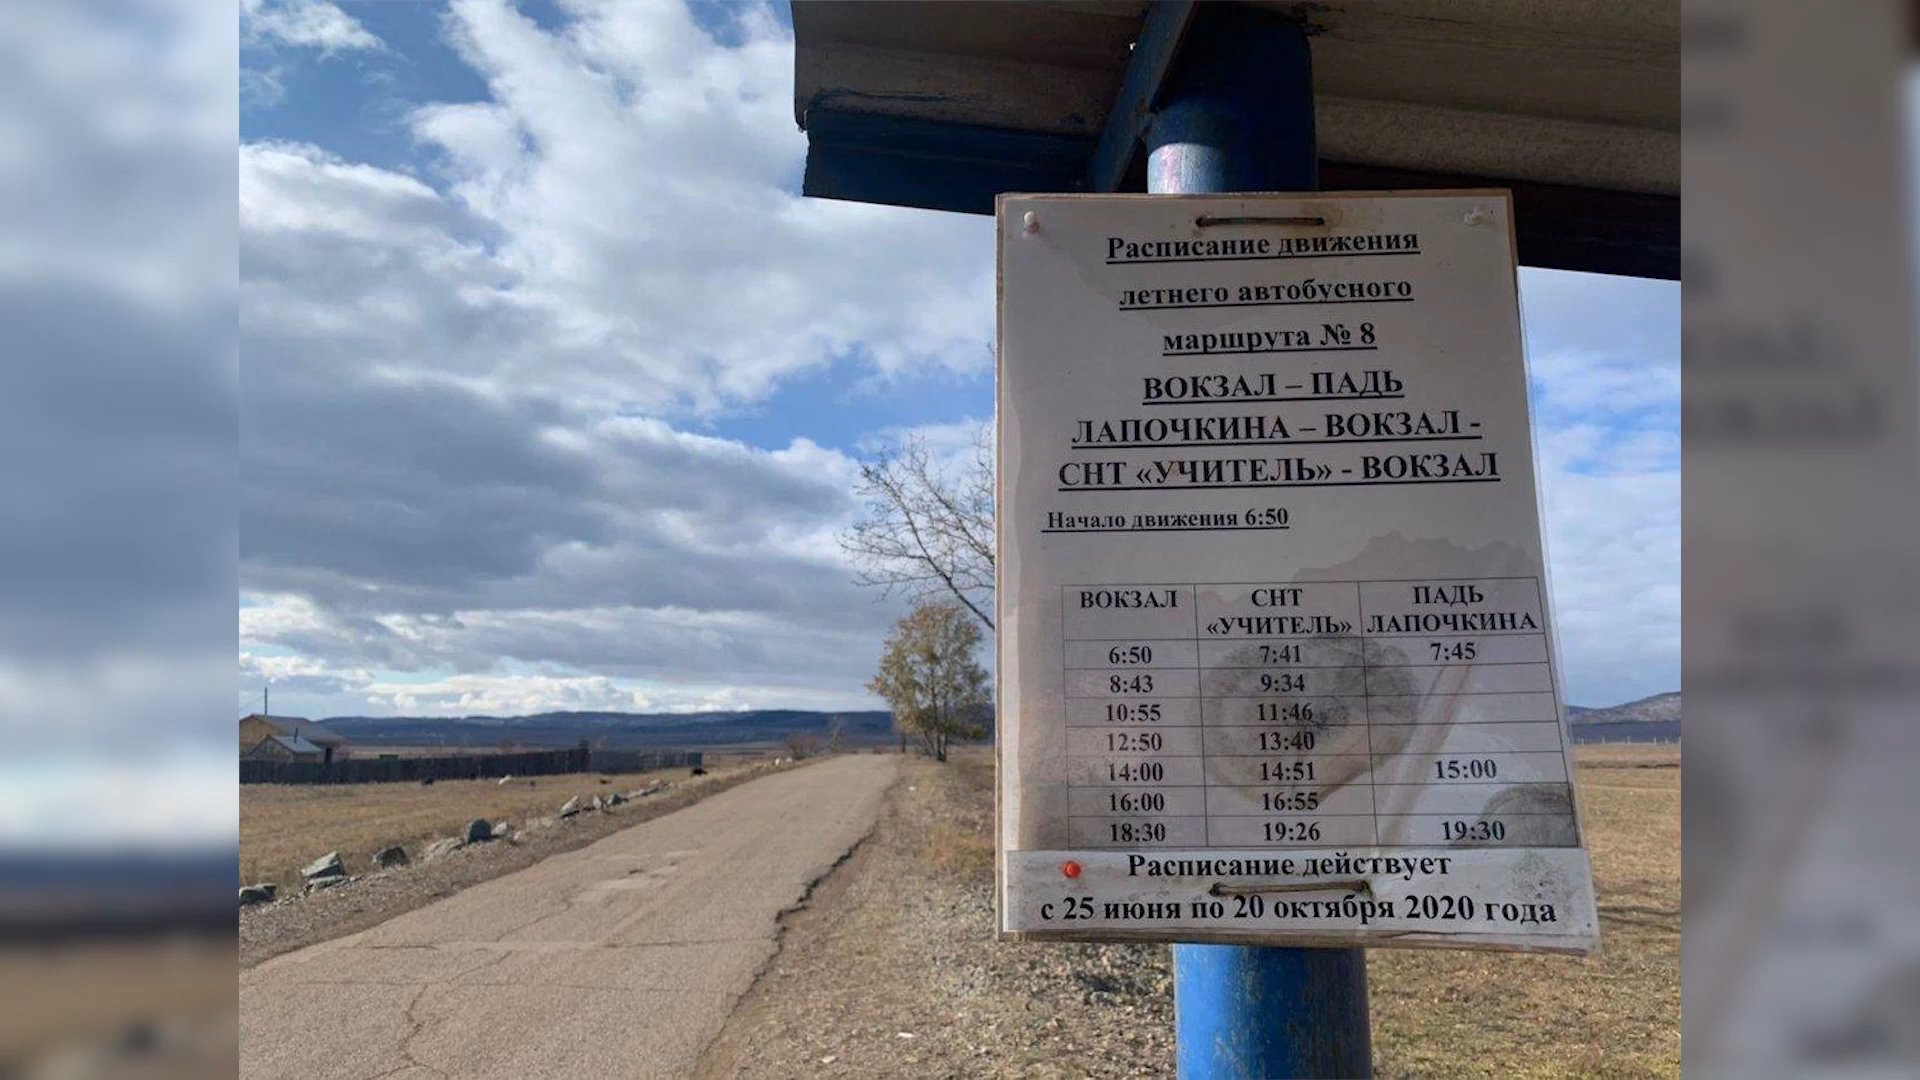 Расписание движения
летнего автобусного
маршрута № 8
ВОКЗАЛ – ПАДЬ
ЛАПОЧКИНА – ВОКЗАЛ -
СНТ «УЧИТЕЛЬ» - ВОКЗАЛ
Начало движения 6:50
ВОКЗАЛ СНТ «УЧИТЕЛЬ» ПАДЬ ЛАПОЧКИНА
6:50 7:41 7:45
8:43 9:34
10:55 11:46
12:50 13:40
14:00 14:51 15:00
16:00 16:55
18:30 19:26 19:30
Расписание действует
с 25 июня по 20 октября 2020 года